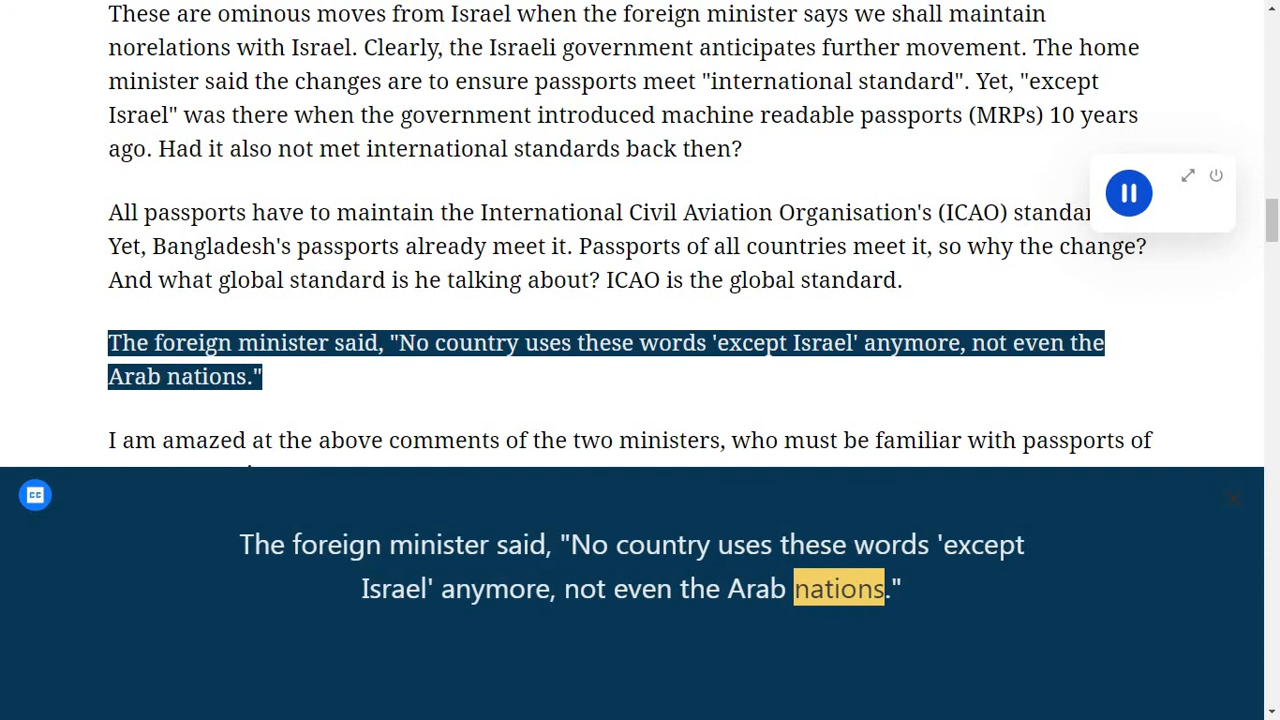 These are ominous moves from Israel when the foreign minister says we shall maintain
norelations with Israel. Clearly, the Israeli government anticipates further movement. The home
minister said the changes are to ensure passports meet "international standard". Yet, "except
Israel" was there when the government introduced machine readable passports (MRPs) 10 years
ago. Had it also not met international standards back then?
All passports have to maintain the International Civil Aviation Organisation's (ICAO)
Yet, Bangladesh's passports already meet it. Passports of all countries meet it, so why the change?
And what global standard is he talking about? ICAO is the global standard.
The foreign minister said, "No country uses these words 'except Israel' anymore, not even the
Arab nations."
I am amazed at the above comments of the two ministers, who must be familiar with passports of
CC
The foreign minister said, "No country uses these words 'except
Israel' anymore, not even the Arab nations."